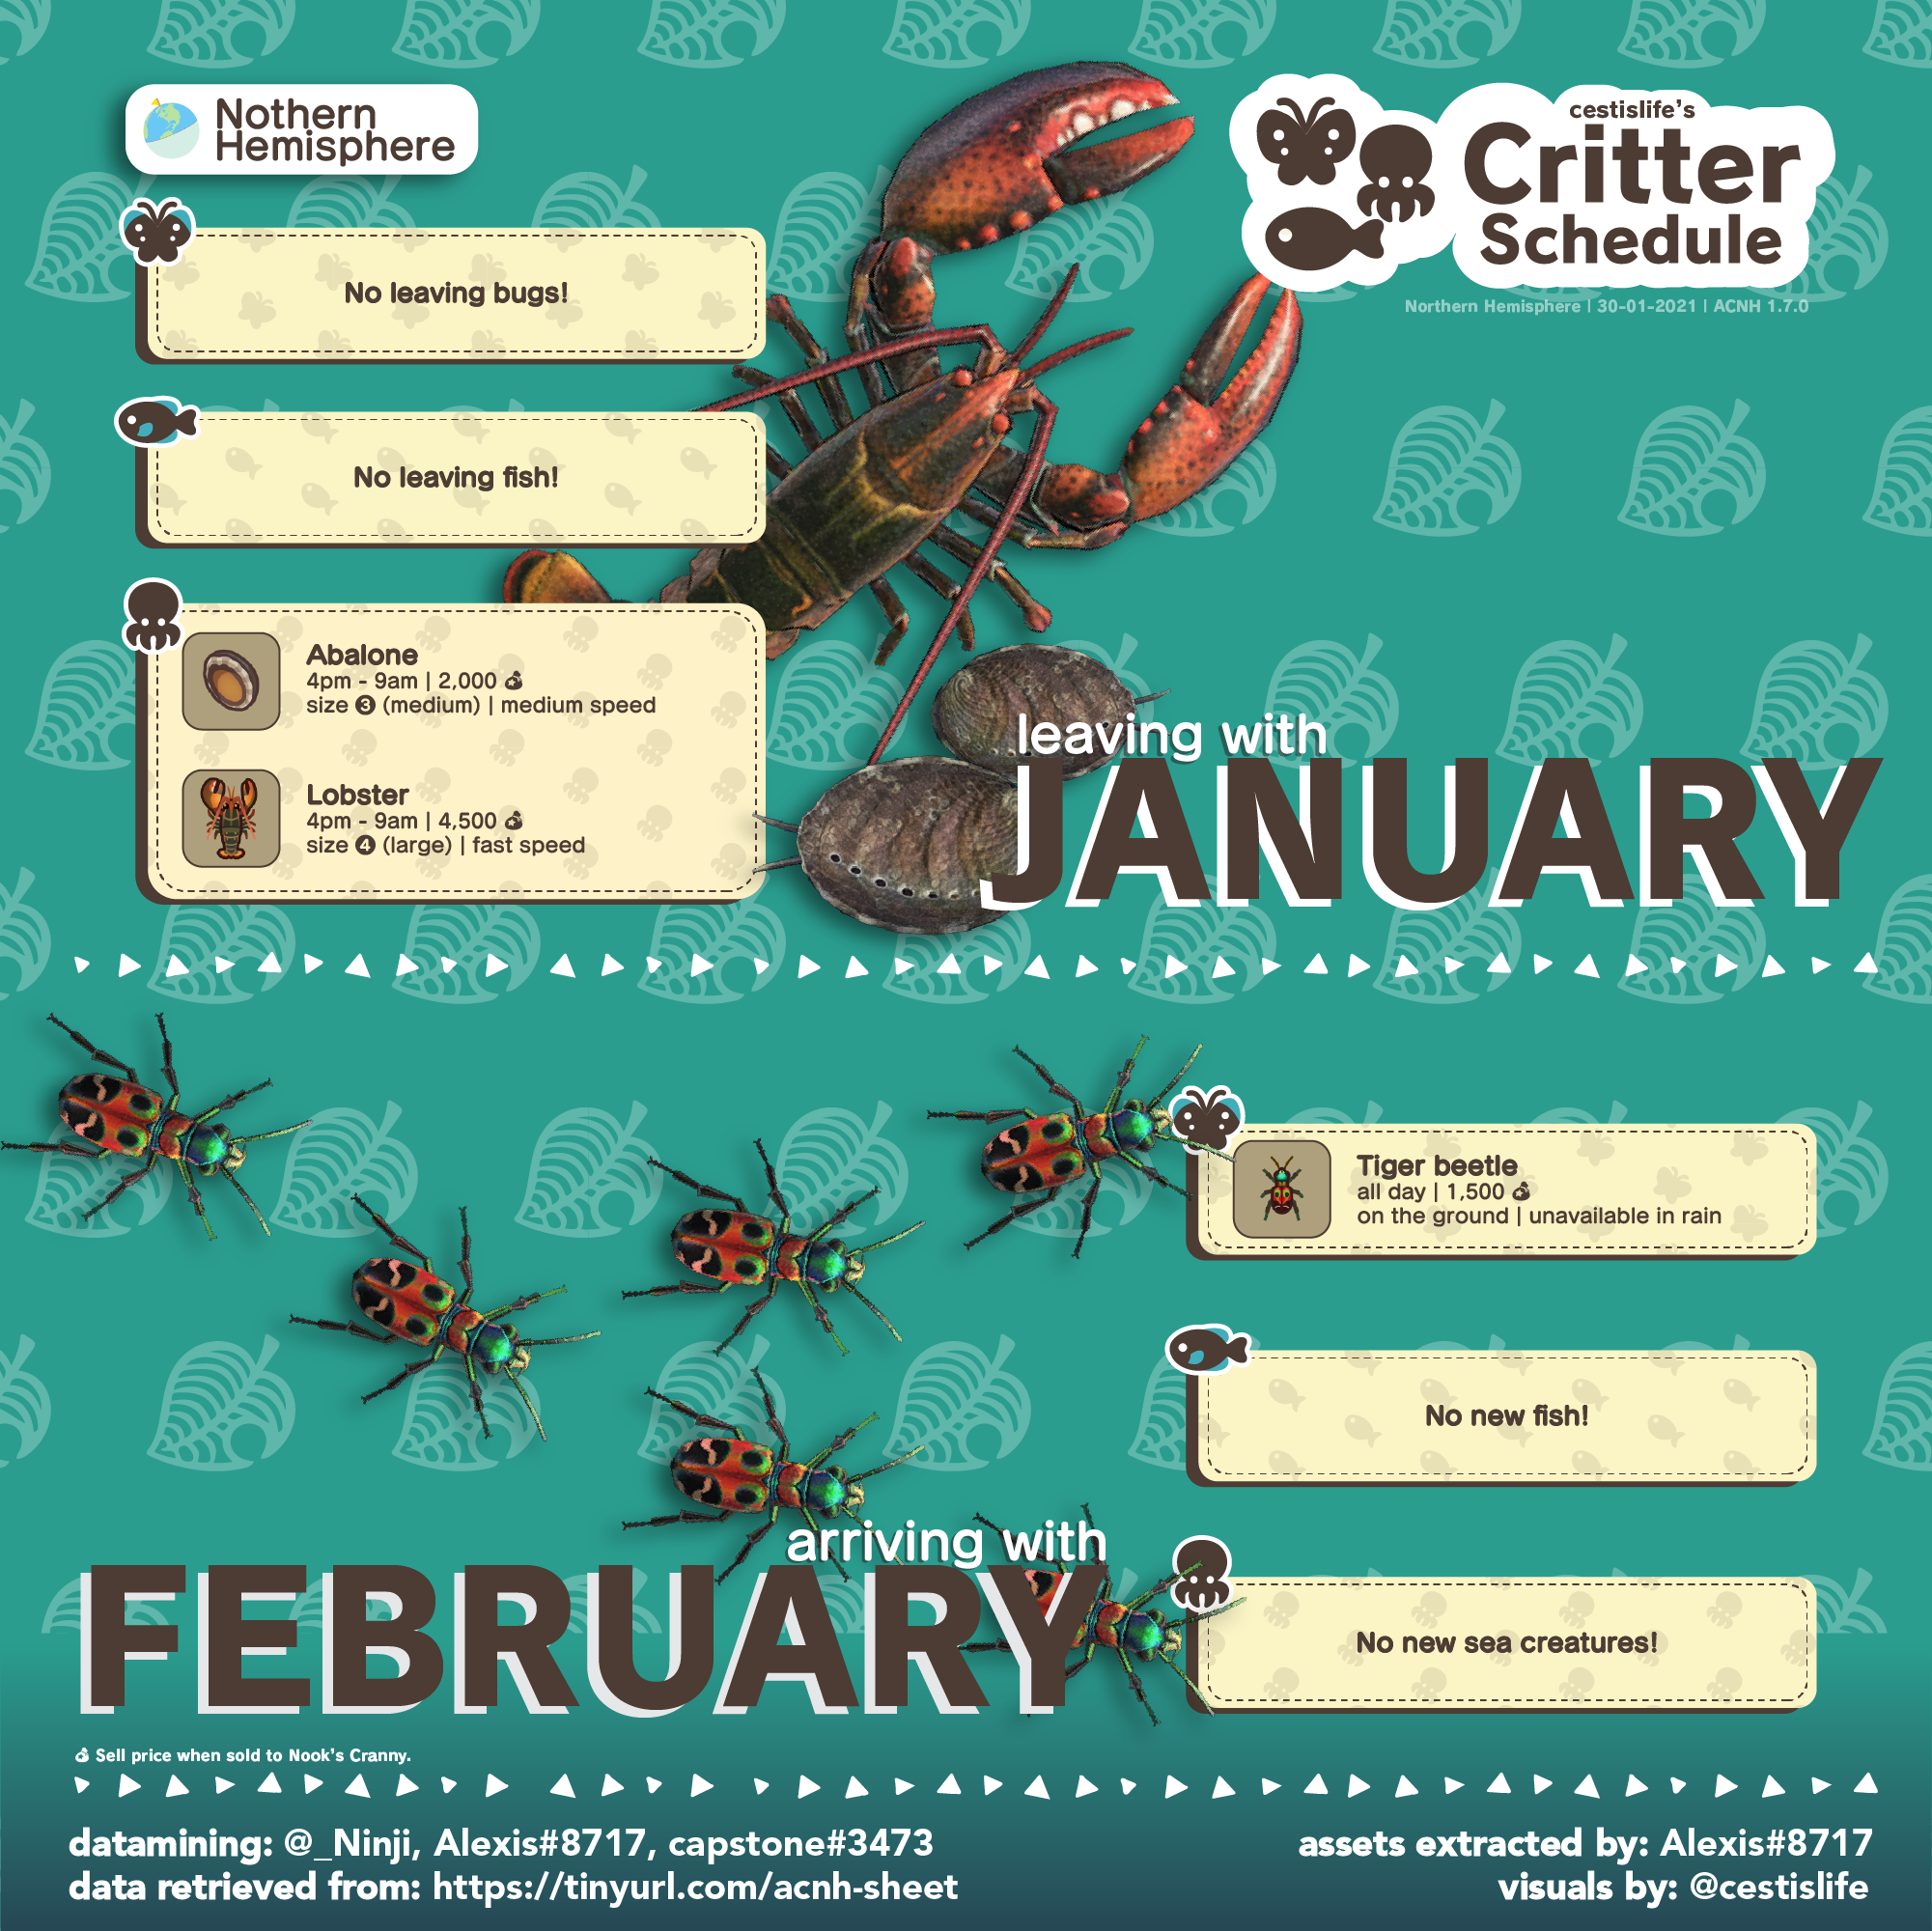 Nothern
Hemisphere
cestislife's
Critter
Schedule
Northern Hemisphere | 30-01-2021 | ACNH 1.7.0
No leaving bugs!
No leaving fish!
Abalone
4pm - 9am | 2,000
size 3 (medium) | medium speed
Lobster
4pm - 9am | 4,500
size 4 (large) | fast speed
leaving with
JANUARY
Tiger beetle
all day | 1,500
on the ground | unavailable in rain
No new fish!
No new sea creatures!
arriving with
FEBRUARY
Sell price when sold to Nook's Cranny.
datamining: @_Ninji, Alexis#8717, capstone#3473
data retrieved from: https://tinyurl.com/acnh-sheet
assets extracted by: Alexis#8717
visuals by: @cestislife